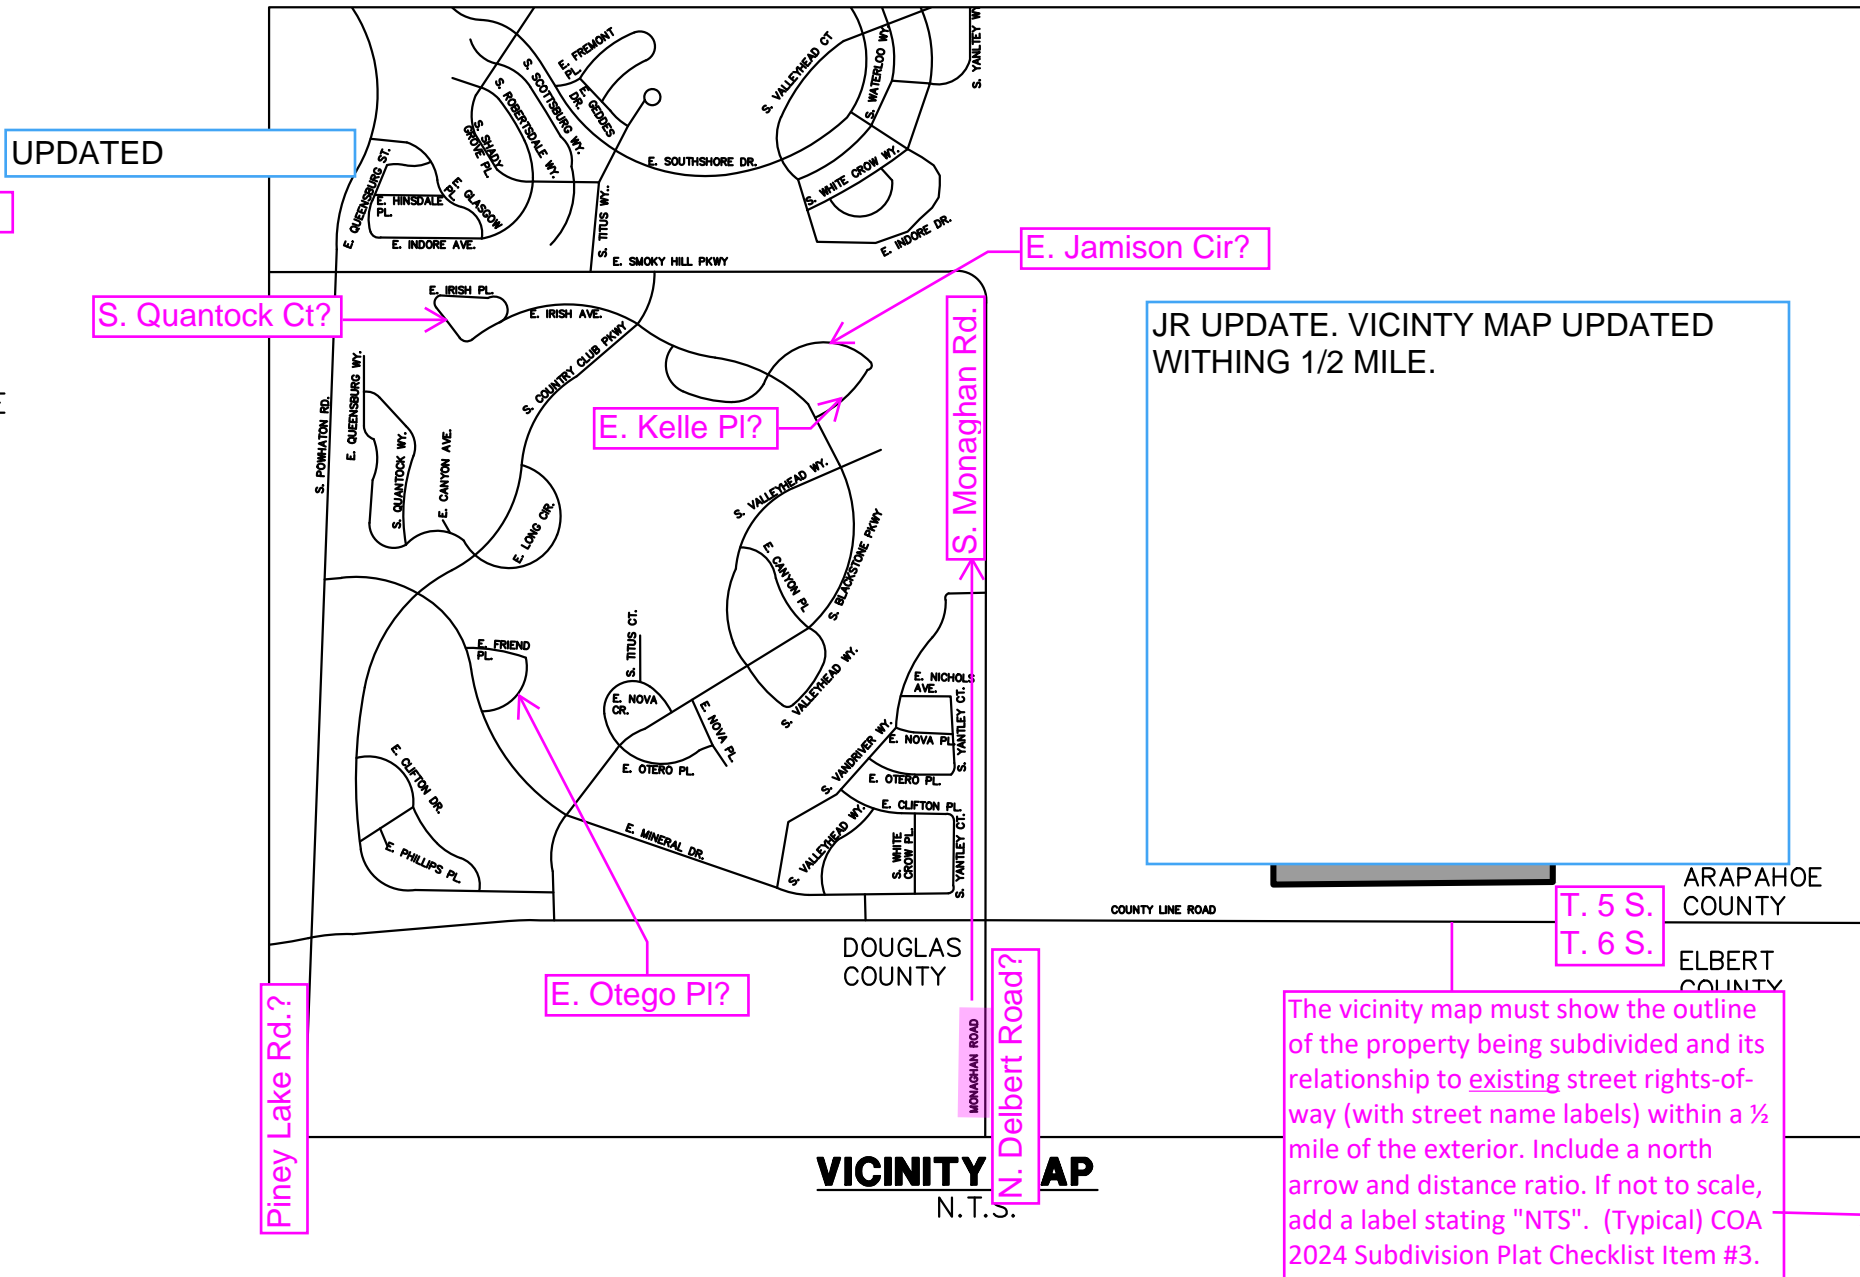 UPDATED
E. FREMONT
PL.
S. SCOTTSBURG WY.
E. GEDDES
DR.
S. ROBERTSDALE WY.
S. SHADY
GROVE PL.
E. GLASGOW
PL.
E. QUEENSBURG ST.
E. HINSDALE
PL.
E. INDORE AVE.
S. TITUS WY..
E. SOUTHSHORE DR.
S. VALLEYHEAD CT
S. WATERLOO WY
S. YANLTEY WY
S. WHITE CROW WY.
E. INDORE DR.
E. SMOKY HILL PKWY
E. Jamison Cir?
S. Quantock Ct?
E. IRISH PL.
E. IRISH AVE.
S. COUNTRY CLUB PKWY
S. Monaghan Rd.
JR UPDATE. VICINTY MAP UPDATED
WITHING 1/2 MILE.
E. Kelle Pl?
S. POWHATON RD.
E. QUEENSBURG WY.
S. QUANTOCK WY.
E. CANYON AVE.
E. LONG CIR.
S. VALLEYHEAD WY.
E. CANYON PL
S. BLACKSTONE PKWY
E. FRIEND
PL.
S. TITUS CT.
E. NOVA
CR.
E. NOVA PL.
E. OTERO PL.
S. VALLEYHEAD WY.
E. NICHOLS
AVE.
S. YANTLEY CT.
E. NOVA PL
S. VANDRIVER WY.
E. OTERO PL.
E. CLIFTON PL.
S. VALLEYHEAD WY.
S. WHITE
CROW PL.
S. YANTLEY CT.
E. CLIFTON DR.
E. PHILLIPS PL.
E. MINERAL DR.
COUNTY LINE ROAD
ARAPAHOE
COUNTY
T. 5 S.
T. 6 S.
DOUGLAS
COUNTY
ELBERT
COUNTY
E. Otego Pl?
Piney Lake Rd.?
MONAGHAN ROAD
N. Delbert Road?
The vicinity map must show the outline
of the property being subdivided and its
relationship to existing street rights-of-
way (with street name labels) within a ½
mile of the exterior. Include a north
arrow and distance ratio. If not to scale,
add a label stating "NTS". (Typical) COA
2024 Subdivision Plat Checklist Item #3.
VICINITY AP
N.T.S.